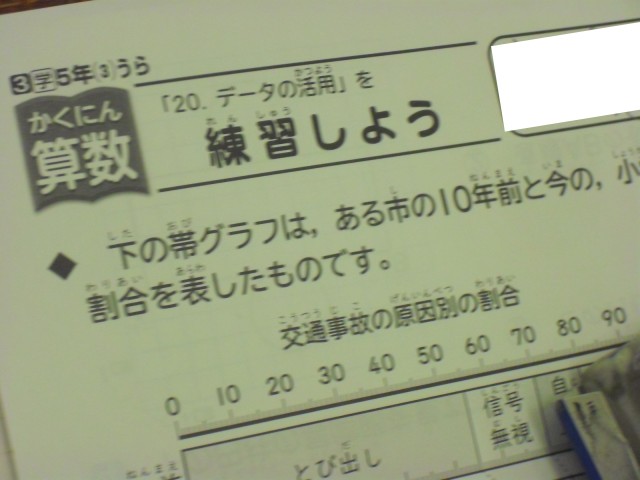 3学5年(3)うら
かくにん
算数
「20. データの活用」を
練習しよう
◆ 下の帯グラフは，ある市の10年前と今の，小
割合を表したものです。
交通事故の原因別の割合
0 10 20 30 40 50 60 70 80 90
とび出し
信号
無視
自